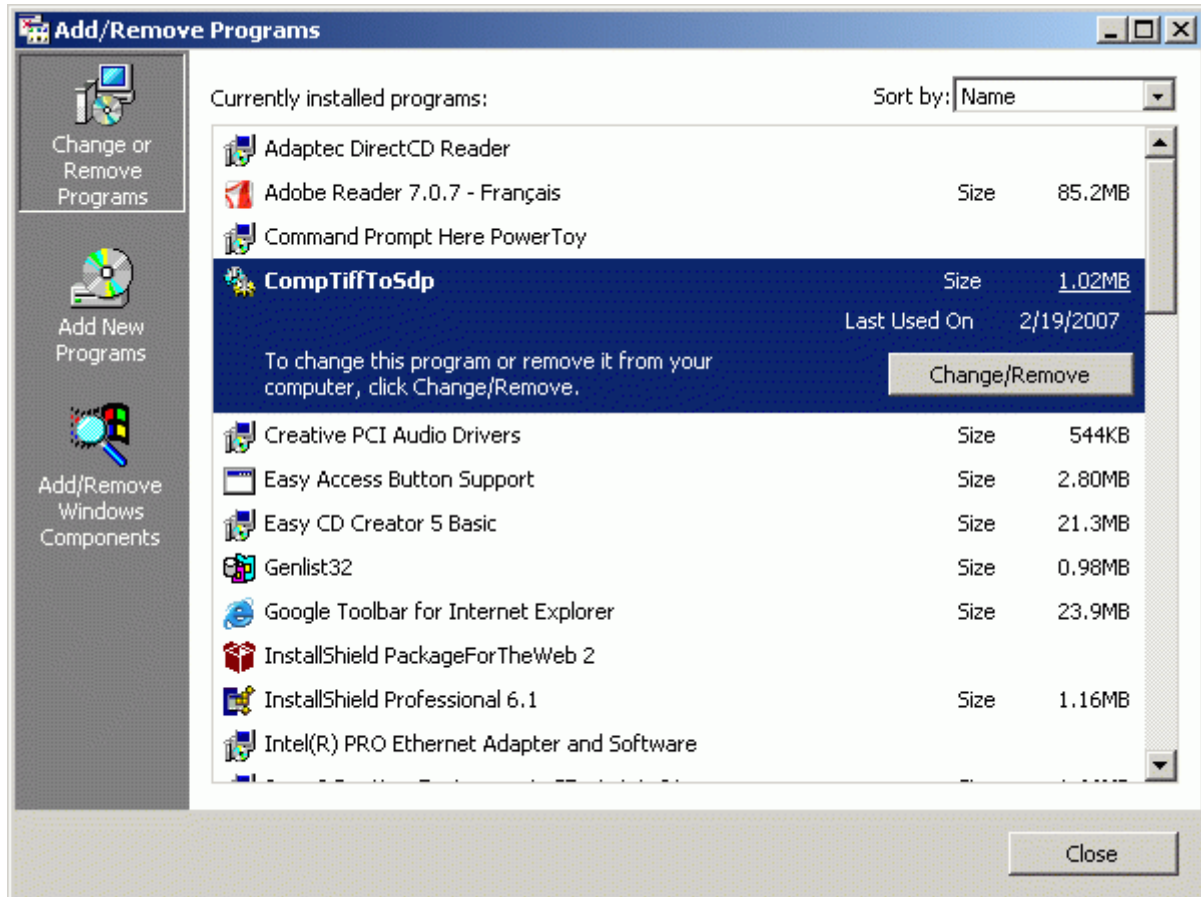 Add/Remove Programs
Change or
Remove
Programs
Add New
Programs
Add/Remove
Windows
Components
Currently installed programs:
Sort by: Name
Adaptec DirectCD Reader
Adobe Reader 7.0.7 - Français Size 85.2MB
Command Prompt Here PowerToy
CompTiffToSdp Size 1.02MB
Last Used On 2/19/2007
To change this program or remove it from your
computer, click Change/Remove.
Change/Remove
Creative PCI Audio Drivers Size 544KB
Easy Access Button Support Size 2.80MB
Easy CD Creator 5 Basic Size 21.3MB
Genlist32 Size 0.98MB
Google Toolbar for Internet Explorer Size 23.9MB
InstallShield PackageForTheWeb 2
InstallShield Professional 6.1 Size 1.16MB
Intel(R) PRO Ethernet Adapter and Software
Close